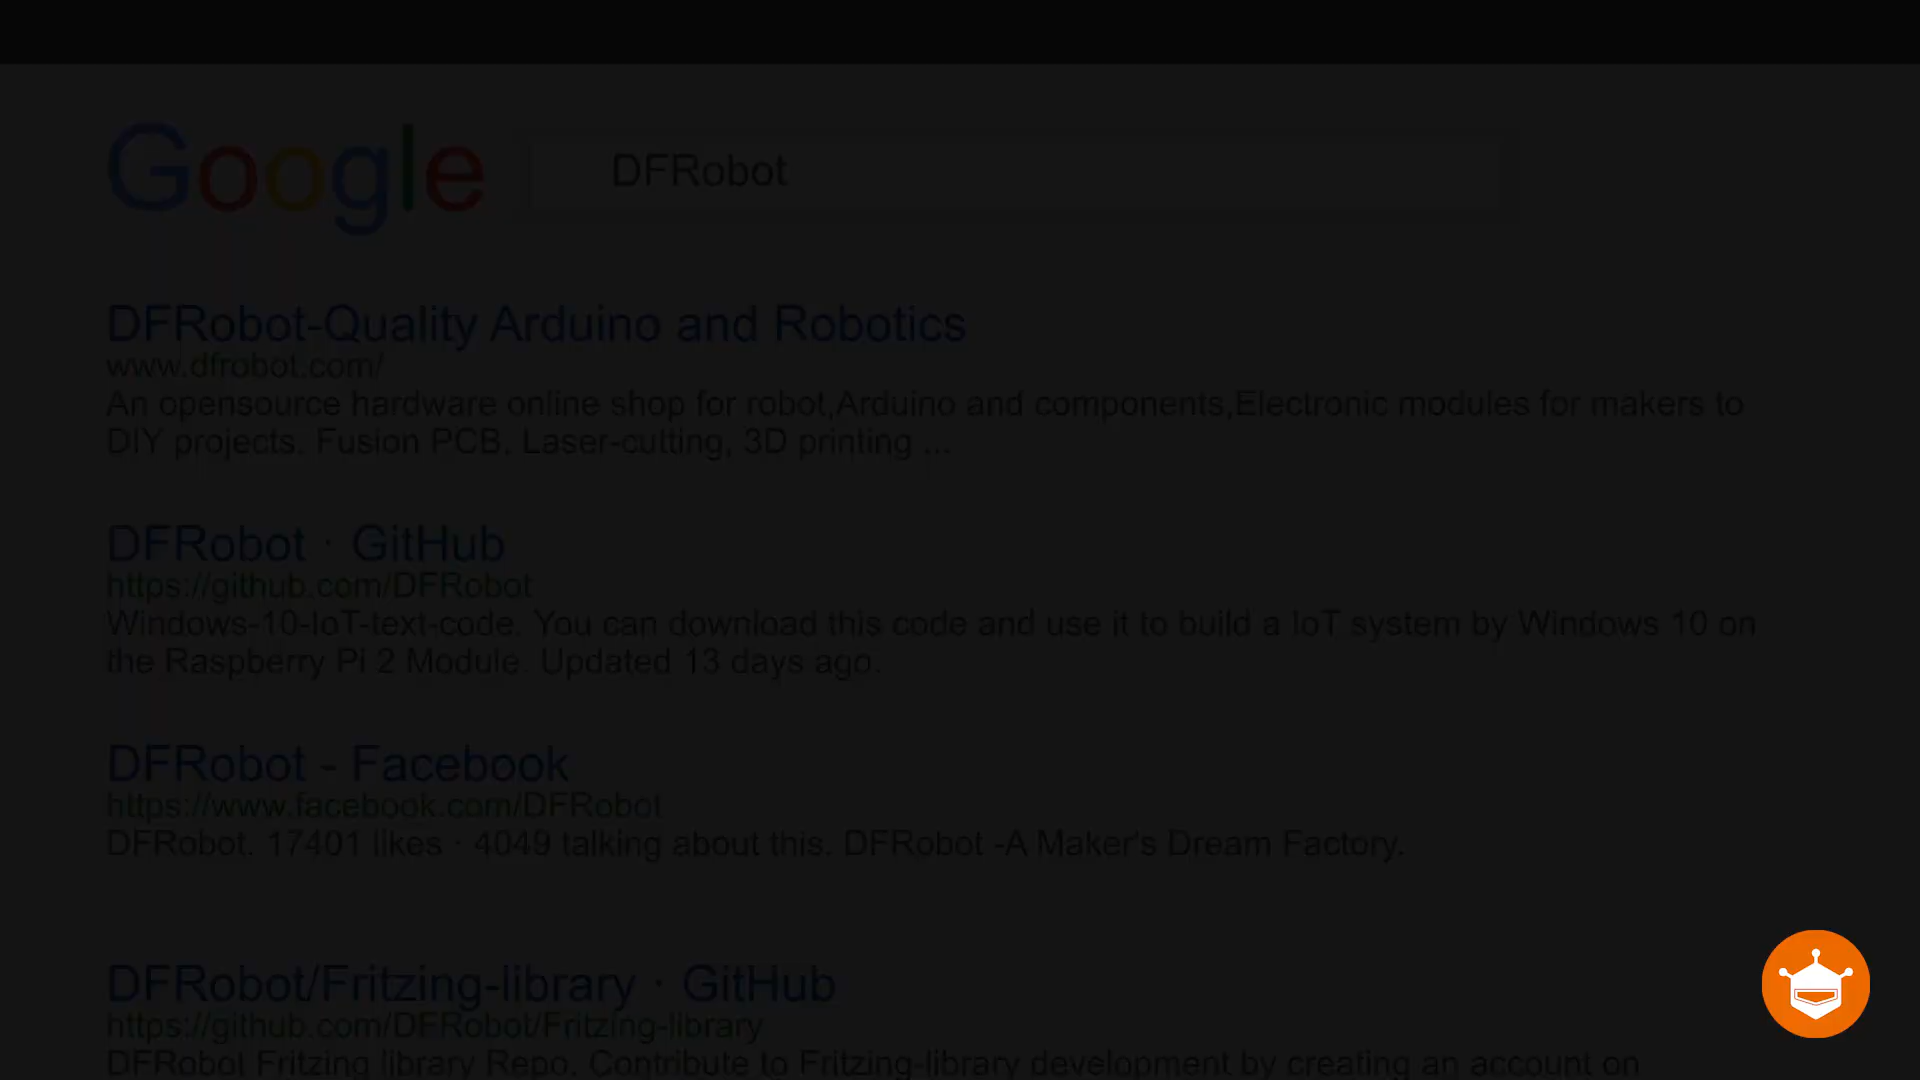 Google
DFRobot
DFRobot-Quality Arduino and Robotics
www.dfrobot.com/
An opensource hardware online shop for robot,Arduino and components,Electronic modules for makers to
DIY projects. Fusion PCB. Laser-cutting, 3D printing ...
DFRobot · GitHub
https://github.com/DFRobot
Windows-10-IoT-text-code. You can download this code and use it to build a IoT system by Windows 10 on
the Raspberry Pi 2 Module. Updated 13 days ago.
DFRobot - Facebook
https://www.facebook.com/DFRobot
DFRobot. 17401 likes · 4049 talking about this. DFRobot -A Maker's Dream Factory.
DFRobot/Fritzing-library · GitHub
https://github.com/DFRobot/Fritzing-library
DFRobot Fritzing library Repo. Contribute to Fritzing-library development by creating an account on